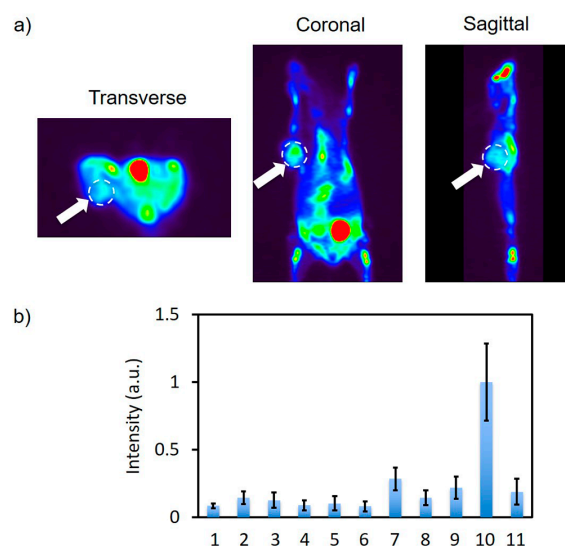 a)
Transverse
Coronal
Sagittal
b)
Intensity (a.u.)
1.5
1
0.5
0
1 2 3 4 5 6 7 8 9 10 11